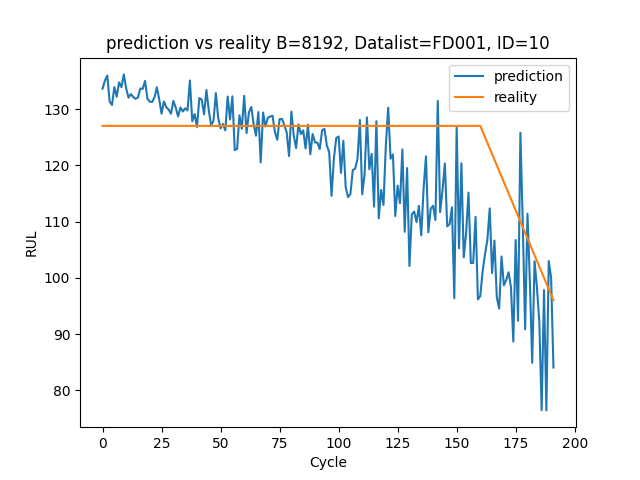 prediction vs reality B=8192, Datalist=FD001, ID=10
prediction
reality
RUL
130
120
110
100
90
80
0 25 50 75 100 125 150 175 200
Cycle